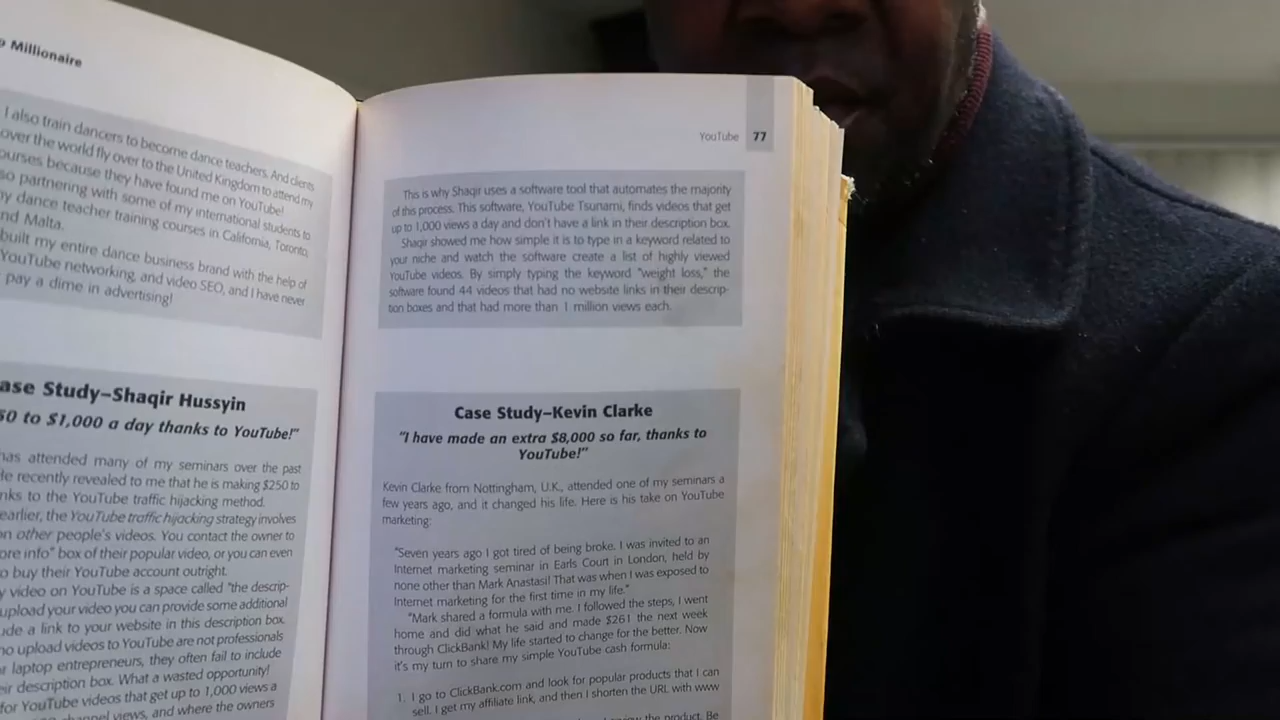 Millionaire
I also train dancers to become dance teachers. And clients
over the world fly over to the United Kingdom to attend my
ourses because they have found me on YouTube!
so partnering with some of my international students to
y dance teacher training courses in California, Toronto,
nd Malta.
built my entire dance business brand with the help of
YouTube networking, and video SEO, and I have never
pay a dime in advertising!
ase Study–Shaqir Hussyin
50 to $1,000 a day thanks to YouTube!"
has attended many of my seminars over the past
He recently revealed to me that he is making $250 to
nks to the YouTube traffic hijacking method.
earlier, the YouTube traffic hijacking strategy involves
on other people's videos. You contact the owner to
ore info" box of their popular video, or you can even
o buy their YouTube account outright.
y video on YouTube is a space called "the descrip-
upload your video you can provide some additional
ude a link to your website in this description box.
ho upload videos to YouTube are not professionals
r laptop entrepreneurs, they often fail to include
eir description box. What a wasted opportunity!
for YouTube videos that get up to 1,000 views a
channel views, and where the owners
YouTube 77
This is why Shaqir uses a software tool that automates the majority
of this process. This software, YouTube Tsunami, finds videos that get
up to 1,000 views a day and don't have a link in their description box.
Shaqir showed me how simple it is to type in a keyword related to
your niche and watch the software create a list of highly viewed
YouTube videos. By simply typing the keyword "weight loss," the
software found 44 videos that had no website links in their descrip-
tion boxes and that had more than 1 million views each.
Case Study–Kevin Clarke
"I have made an extra $8,000 so far, thanks to
YouTube!"
Kevin Clarke from Nottingham, U.K., attended one of my seminars a
few years ago, and it changed his life. Here is his take on YouTube
marketing:
"Seven years ago I got tired of being broke. I was invited to an
Internet marketing seminar in Earls Court in London, held by
none other than Mark Anastasi! That was when I was exposed to
Internet marketing for the first time in my life."
"Mark shared a formula with me. I followed the steps, I went
home and did what he said and made $261 the next week
through ClickBank! My life started to change for the better. Now
it's my turn to share my simple YouTube cash formula:
1. I go to ClickBank.com and look for popular products that I can
sell. I get my affiliate link, and then I shorten the URL with www
the product. Be